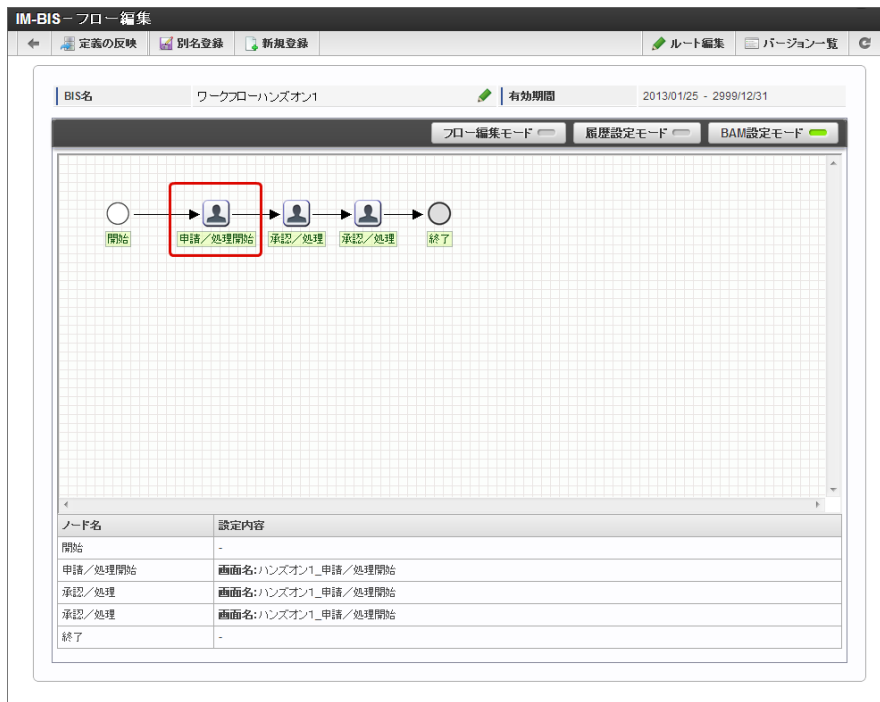 IM-BIS－フロー編集
定義の反映 別名登録 新規登録 ルート編集 バージョン一覧
BIS名 ワークフローハンズオン1 有効期間 2013/01/25 - 2999/12/31
フロー編集モード 履歴設定モード BAM設定モード
開始 申請／処理開始 承認／処理 承認／処理 終了
ノード名 設定内容
開始 -
申請／処理開始 画面名:ハンズオン1_申請／処理開始
承認／処理 画面名:ハンズオン1_申請／処理開始
承認／処理 画面名:ハンズオン1_申請／処理開始
終了 -